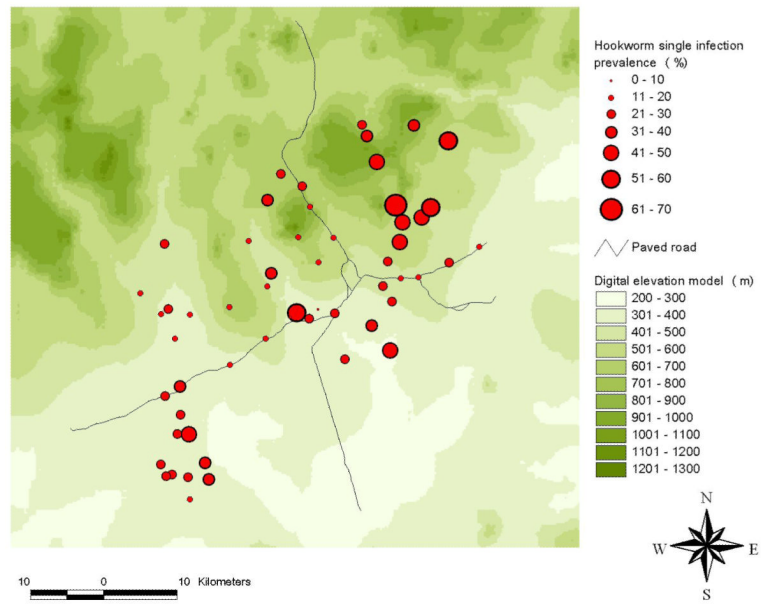 Hookworm single infection
prevalence ( %)
0 - 10
11 - 20
21 - 30
31 - 40
41 - 50
51 - 60
61 - 70
Paved road
Digital elevation model ( m)
200 - 300
301 - 400
401 - 500
501 - 600
601 - 700
701 - 800
801 - 900
901 - 1000
1001 - 1100
1101 - 1200
1201 - 1300
N
W E
S
10 0 10 Kilometers